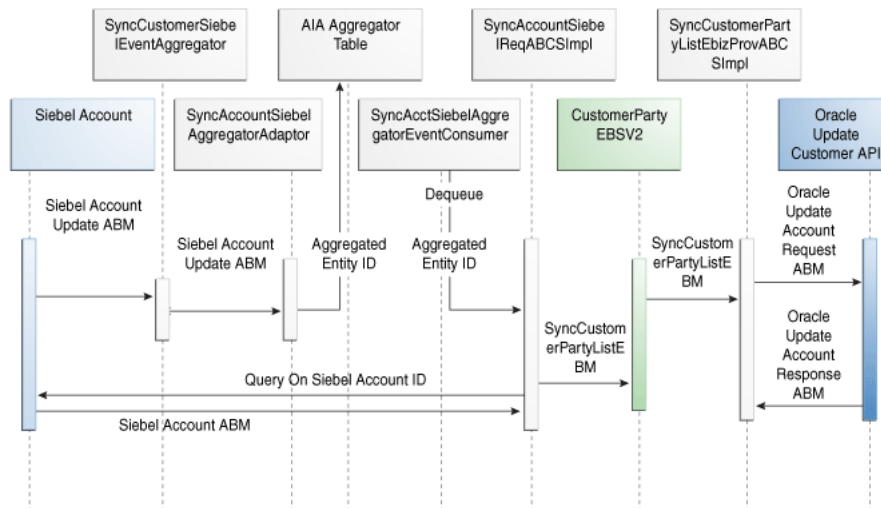 SyncCustomerSiebe
lEventAggregator
AIA Aggregator
Table
SyncAccountSiebe
lReqABCSImpl
SyncCustomerPart
yListEbizProvABC
SImpl
Siebel Account
SyncAccountSiebel
AggregatorAdaptor
SyncAcctSiebelAggre
gatorEventConsumer
CustomerParty
EBSV2
Oracle
Update
Customer API
Dequeue
Siebel Account
Update ABM
Siebel Account
Update ABM
Aggregated
Entity ID
Aggregated
Entity ID
SyncCustom
erPartyListE
BM
SyncCustom
erPartyListE
BM
Oracle
Update
Account
Request
ABM
Oracle
Update
Account
Response
ABM
Query On Siebel Account ID
Siebel Account ABM